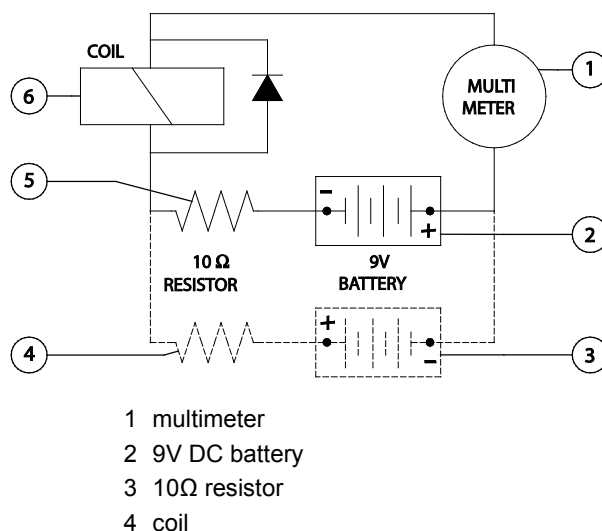 COIL
1
MULTI
METER
6
5
- +
2
10 Ω
RESISTOR
9V
BATTERY
+ -
4
3
1 multimeter
2 9V DC battery
3 10Ω resistor
4 coil